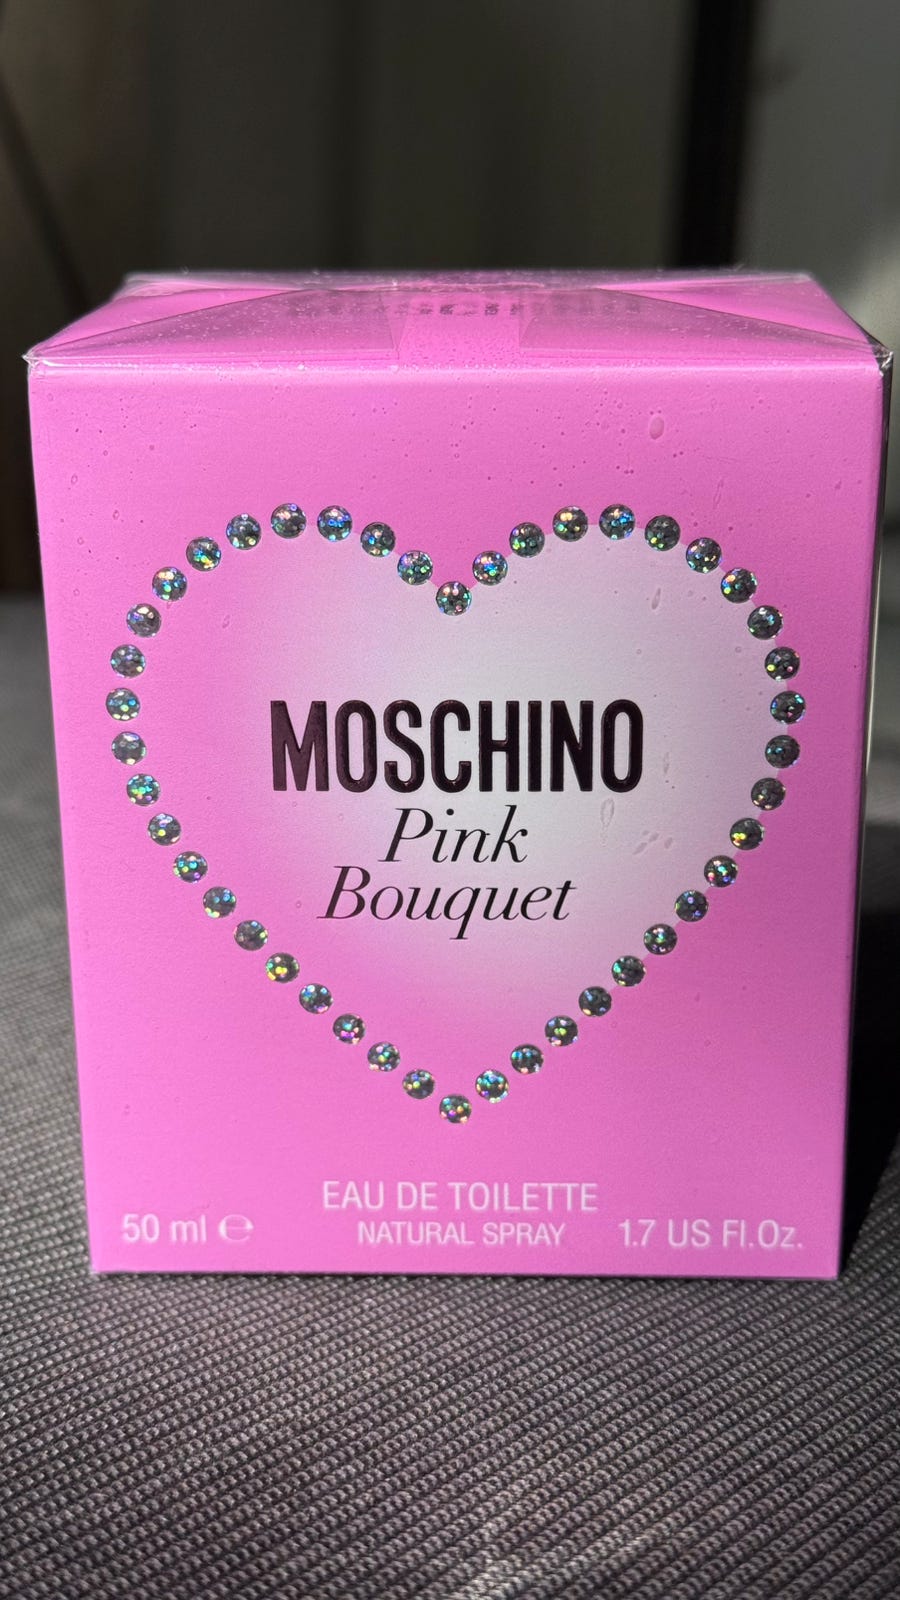 MOSCHINO
Pink
Bouquet
EAU DE TOILETTE
50 ml ℮ NATURAL SPRAY 1.7 US Fl.Oz.